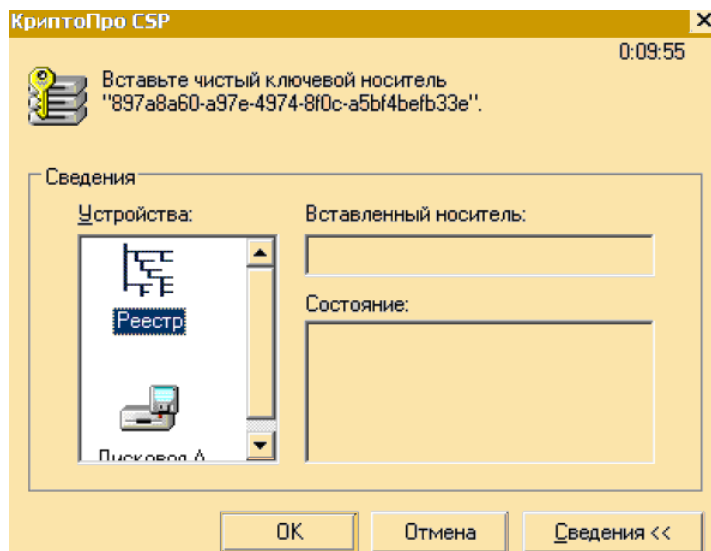 КриптоПро CSP
0:09:55
Вставьте чистый ключевой носитель
"897a8a60-a97e-4974-8f0c-a5bf4befb33e".
Сведения
Устройства:
Вставленный носитель:
Реестр
Состояние:
Дисковод A
OK
Отмена
Сведения <<